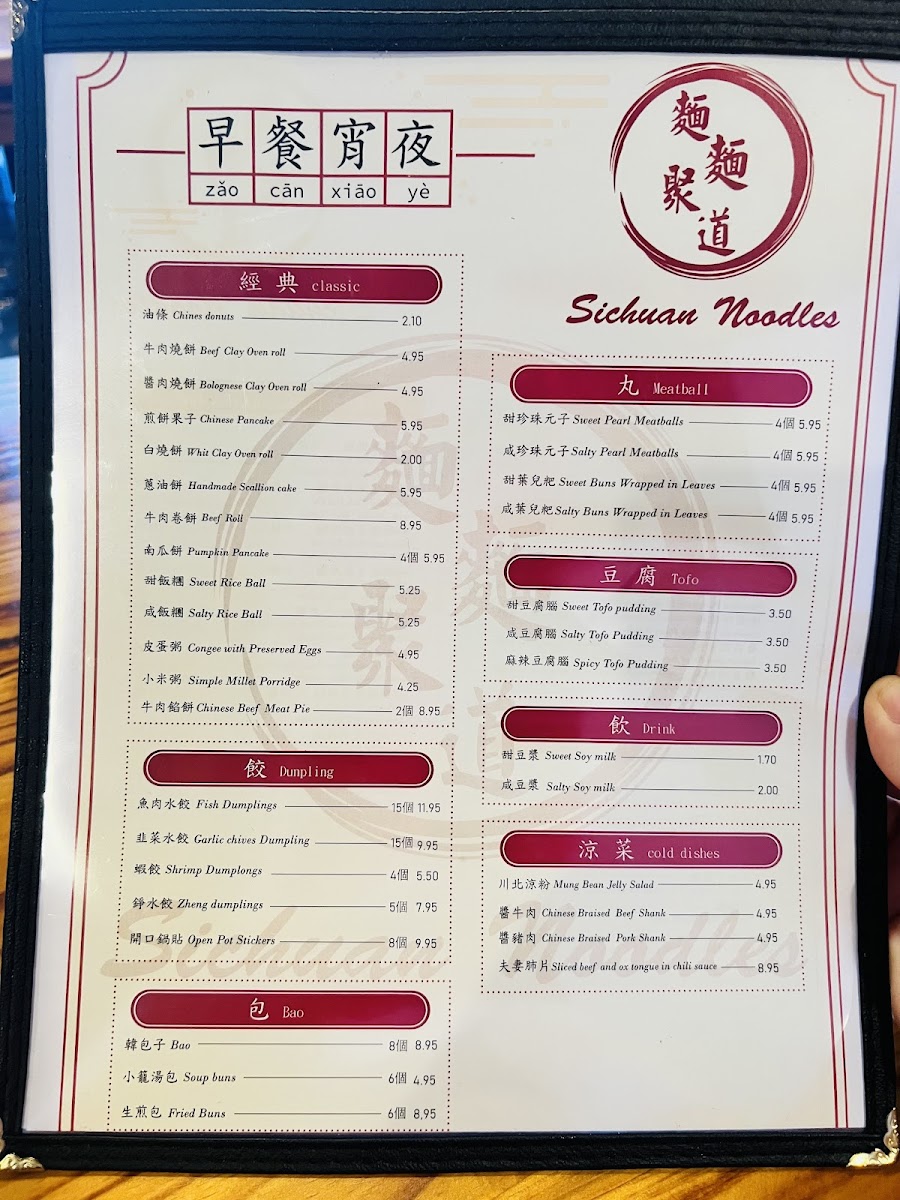 早餐宵夜
zǎo cān xiāo yè
麵麵聚道
Sichuan Noodles
經典 classic
油條 Chines donuts 2.10
牛肉燒餅 Beef Clay Oven roll 4.95
醬肉燒餅 Bolognese Clay Oven roll 4.95
煎餅果子 Chinese Pancake 5.95
白燒餅 Whit Clay Oven roll 2.00
蔥油餅 Handmade Scallion cake 5.95
牛肉卷餅 Beef Roll 8.95
南瓜餅 Pumpkin Pancake 4個 5.95
甜飯糰 Sweet Rice Ball 5.25
咸飯糰 Salty Rice Ball 5.25
皮蛋粥 Congee with Preserved Eggs 4.95
小米粥 Simple Millet Porridge 4.25
牛肉餡餅 Chinese Beef Meat Pie 2個 8.95
餃 Dunpling
魚肉水餃 Fish Dumplings 15個 11.95
韭菜水餃 Garlic chives Dumpling 15個 9.95
蝦餃 Shrimp Dumplongs 4個 5.50
錚水餃 Zheng dumplings 5個 7.95
開口鍋貼 Open Pot Stickers 8個 9.95
包 Bao
韓包子 Bao 8個 8.95
小籠湯包 Soup buns 6個 4.95
生煎包 Fried Buns 6個 8.95
丸 Meatball
甜珍珠元子 Sweet Pearl Meatballs 4個 5.95
咸珍珠元子 Salty Pearl Meatballs 4個 5.95
甜葉兒粑 Sweet Buns Wrapped in Leaves 4個 5.95
咸葉兒粑 Salty Buns Wrapped in Leaves 4個 5.95
豆腐 Tofo
甜豆腐腦 Sweet Tofo pudding 3.50
咸豆腐腦 Salty Tofo Pudding 3.50
麻辣豆腐腦 Spicy Tofo Pudding 3.50
飲 Drink
甜豆漿 Sweet Soy milk 1.70
咸豆漿 Salty Soy milk 2.00
涼菜 cold dishes
川北涼粉 Mung Bean Jelly Salad 4.95
醬牛肉 Chinese Braised Beef Shank 4.95
醬豬肉 Chinese Braised Pork Shank 4.95
夫妻肺片 Sliced beef and ox tongue in chili sauce 8.95
麵麵聚道
Sichuan Noodles